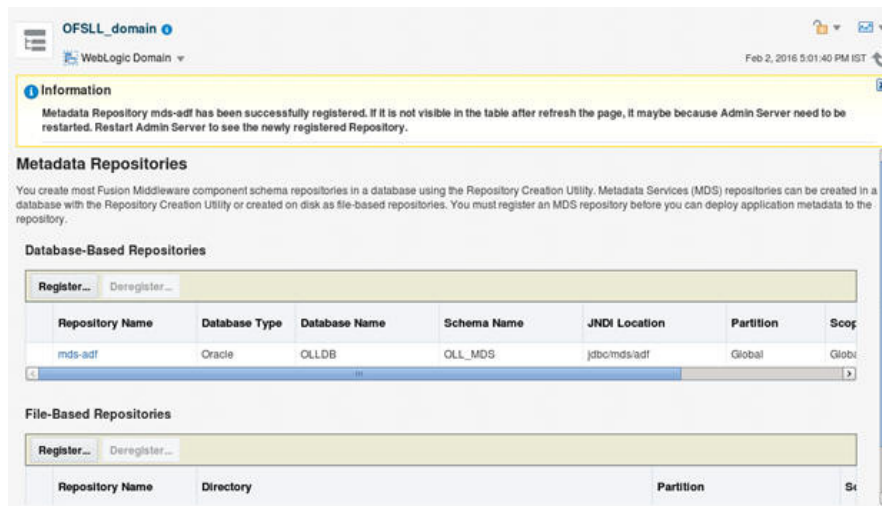 OFSLL_domain
WebLogic Domain
Feb 2, 2016 5:01:40 PM IST
Information
Metadata Repository mds-adf has been successfully registered. If it is not visible in the table after refresh the page, it maybe because Admin Server need to be
restarted. Restart Admin Server to see the newly registered Repository.
Metadata Repositories
You create most Fusion Middleware component schema repositories in a database using the Repository Creation Utility. Metadata Services (MDS) repositories can be created in a
database with the Repository Creation Utility or created on disk as file-based repositories. You must register an MDS repository before you can deploy application metadata to the
repository.
Database-Based Repositories
Register... Deregister...
Repository Name Database Type Database Name Schema Name JNDI Location Partition Scop
mds-adf Oracle OLLDB OLL_MDS jdbc/mds/adf Global Globa
File-Based Repositories
Register... Deregister...
Repository Name Directory Partition